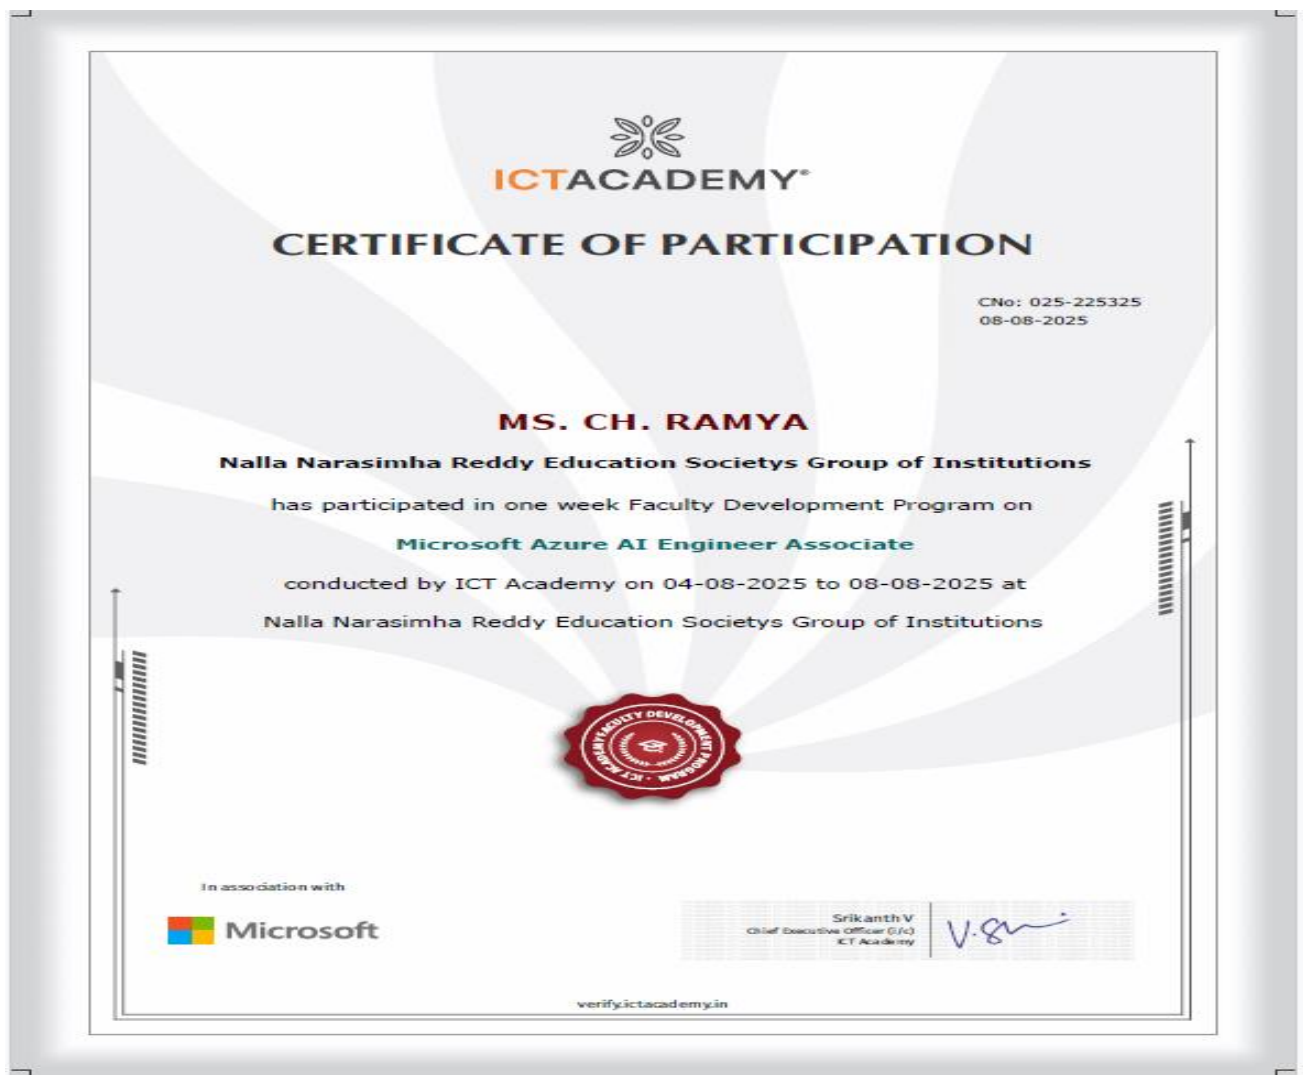 ICTACADEMY®
CERTIFICATE OF PARTICIPATION
CNo: 025-225325
08-08-2025
MS. CH. RAMYA
Nalla Narasimha Reddy Education Societys Group of Institutions
has participated in one week Faculty Development Program on
Microsoft Azure AI Engineer Associate
conducted by ICT Academy on 04-08-2025 to 08-08-2025 at
Nalla Narasimha Reddy Education Societys Group of Institutions
FACULTY DEVELOPMENT PROGRAM · ICT ACADEMY
In association with
Microsoft
Srikanth V
Chief Executive Officer (i/c)
ICT Academy
V.S
verify.ictacademy.in